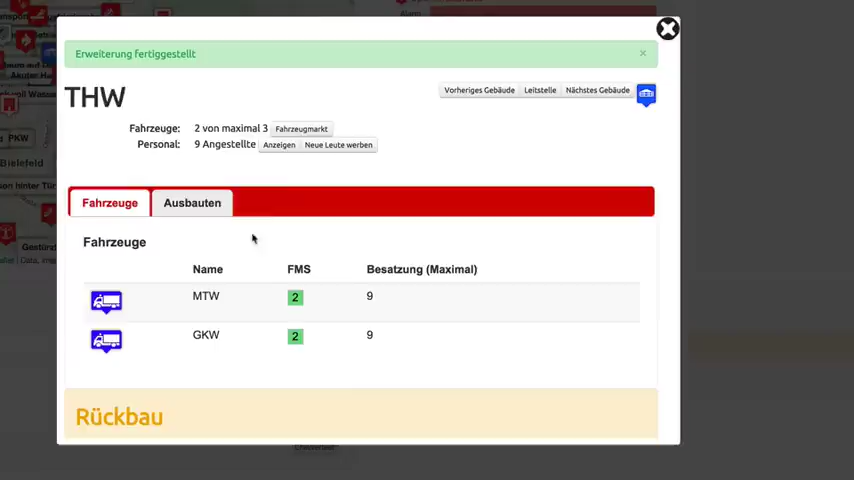 Erweiterung fertiggestellt ×
THW
Vorheriges Gebäude Leitstelle Nächstes Gebäude
Fahrzeuge: 2 von maximal 3 Fahrzeugmarkt
Personal: 9 Angestellte Anzeigen Neue Leute werben
Fahrzeuge Ausbauten
Fahrzeuge
Name FMS Besatzung (Maximal)
MTW 2 9
GKW 2 9
Rückbau
PKW
Bielefeld